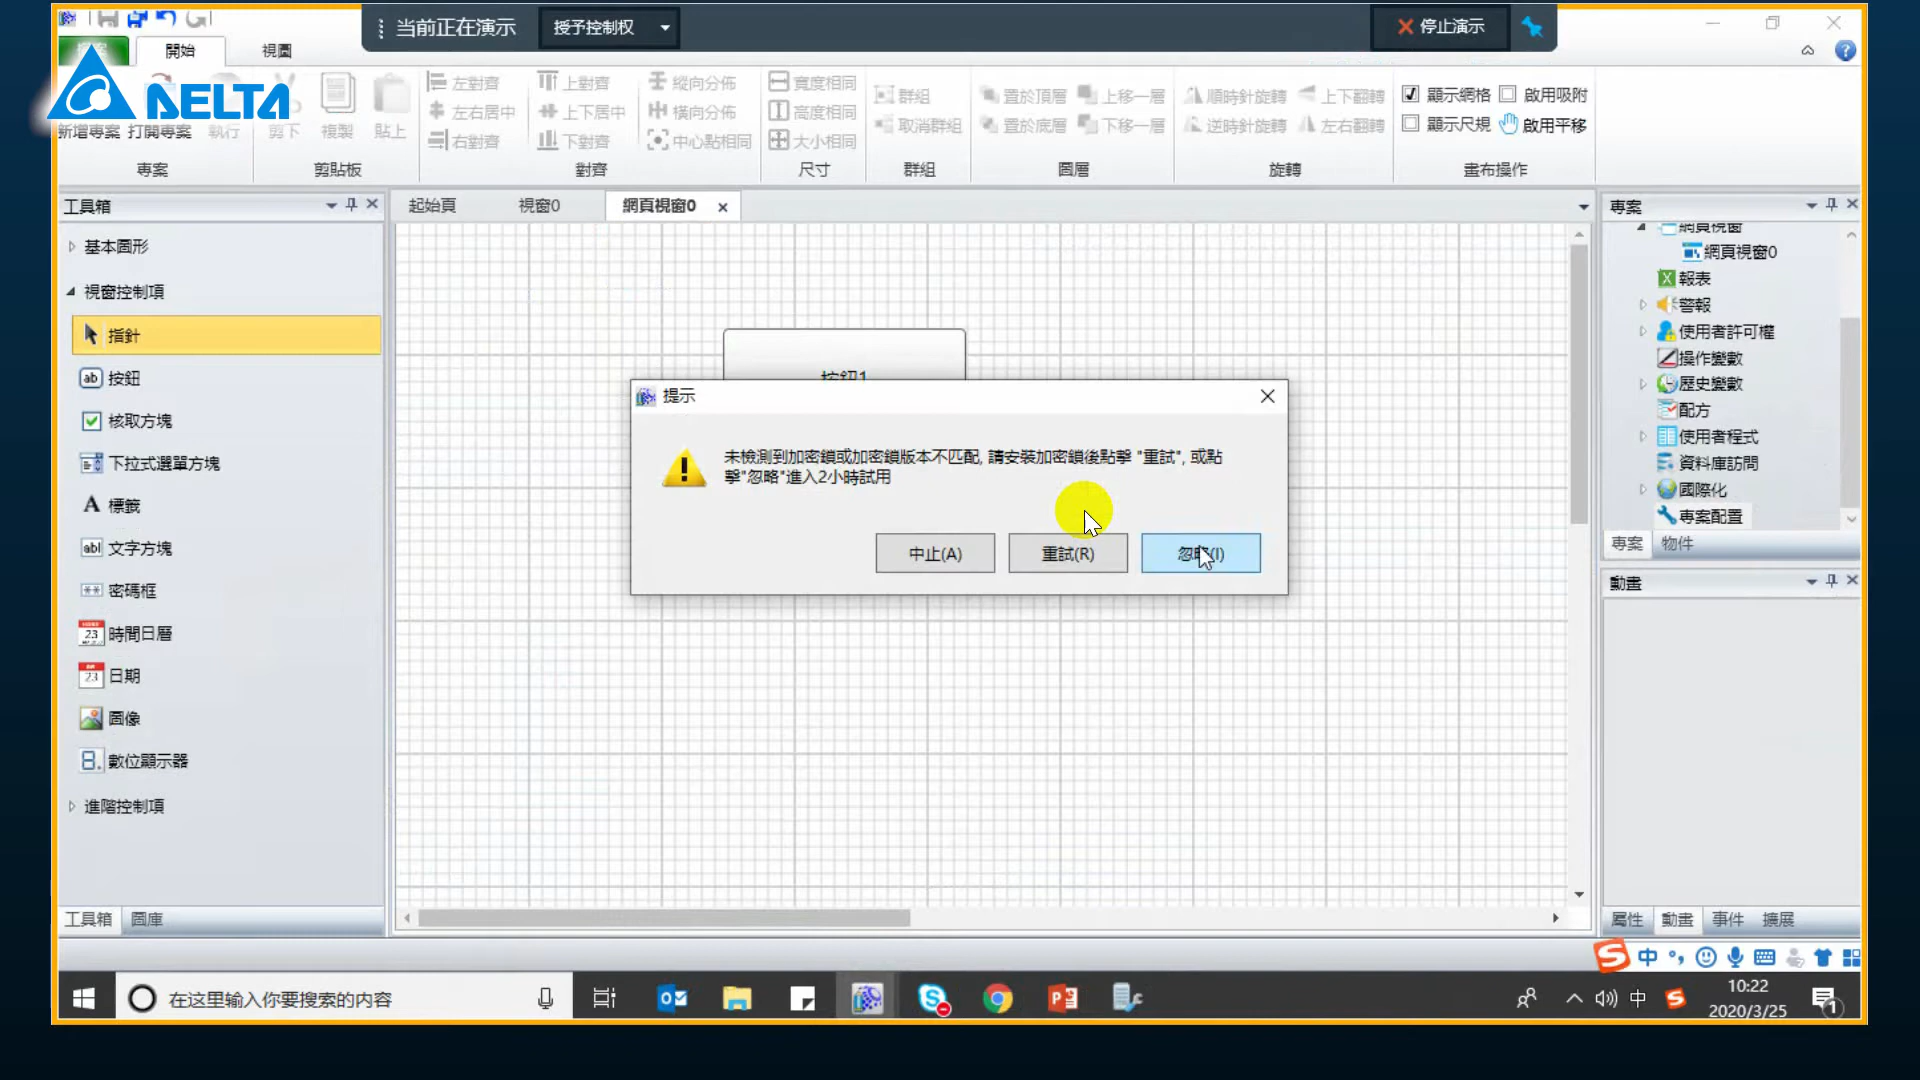 当前正在演示
授予控制权
停止演示
開始
視圖
DELTA
新增專案 打開專案 執行
剪下
複製
貼上
左對齊
左右居中
右對齊
上對齊
上下居中
下對齊
縱向分佈
橫向分佈
中心點相同
寬度相同
高度相同
大小相同
群組
取消群組
置於頂層
上移一層
置於底層
下移一層
順時針旋轉
上下翻轉
逆時針旋轉
左右翻轉
顯示網格
啟用吸附
顯示尺規
啟用平移
專案
剪貼板
對齊
尺寸
群組
圖層
旋轉
畫布操作
工具箱
基本圖形
視窗控制項
指針
按鈕
核取方塊
下拉式選單方塊
標籤
文字方塊
密碼框
時間日曆
日期
圖像
數位顯示器
進階控制項
工具箱
圖庫
起始頁
視窗0
網頁視窗0
按鈕1
提示
未檢測到加密鎖或加密鎖版本不匹配, 請安裝加密鎖後點擊 "重試", 或點
擊"忽略"進入2小時試用
中止(A)
重試(R)
忽略(I)
專案
網頁視窗
網頁視窗0
報表
警報
使用者許可權
操作變數
歷史變數
配方
使用者程式
資料庫訪問
國際化
專案配置
專案
物件
動畫
屬性
動畫
事件
擴展
中
在这里输入你要搜索的内容
中
10:22
2020/3/25
1